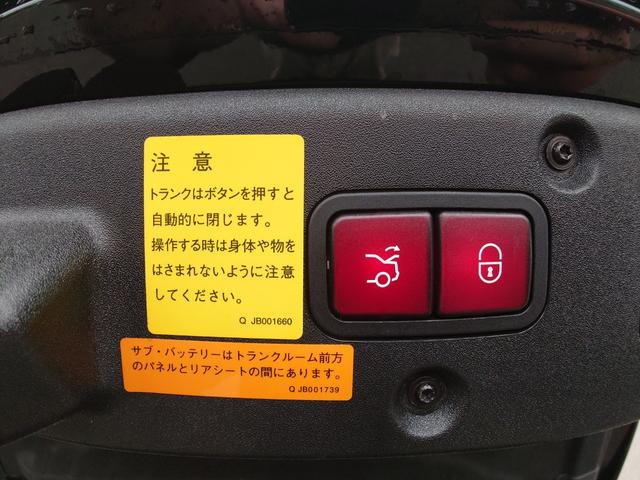 注 意
トランクはボタンを押すと
自動的に閉じます。
操作する時は身体や物を
はさまれないように注意
してください。
Q JB001660
サブ・バッテリーはトランクルーム前方
のパネルとリアシートの間にあります。
Q JB001739